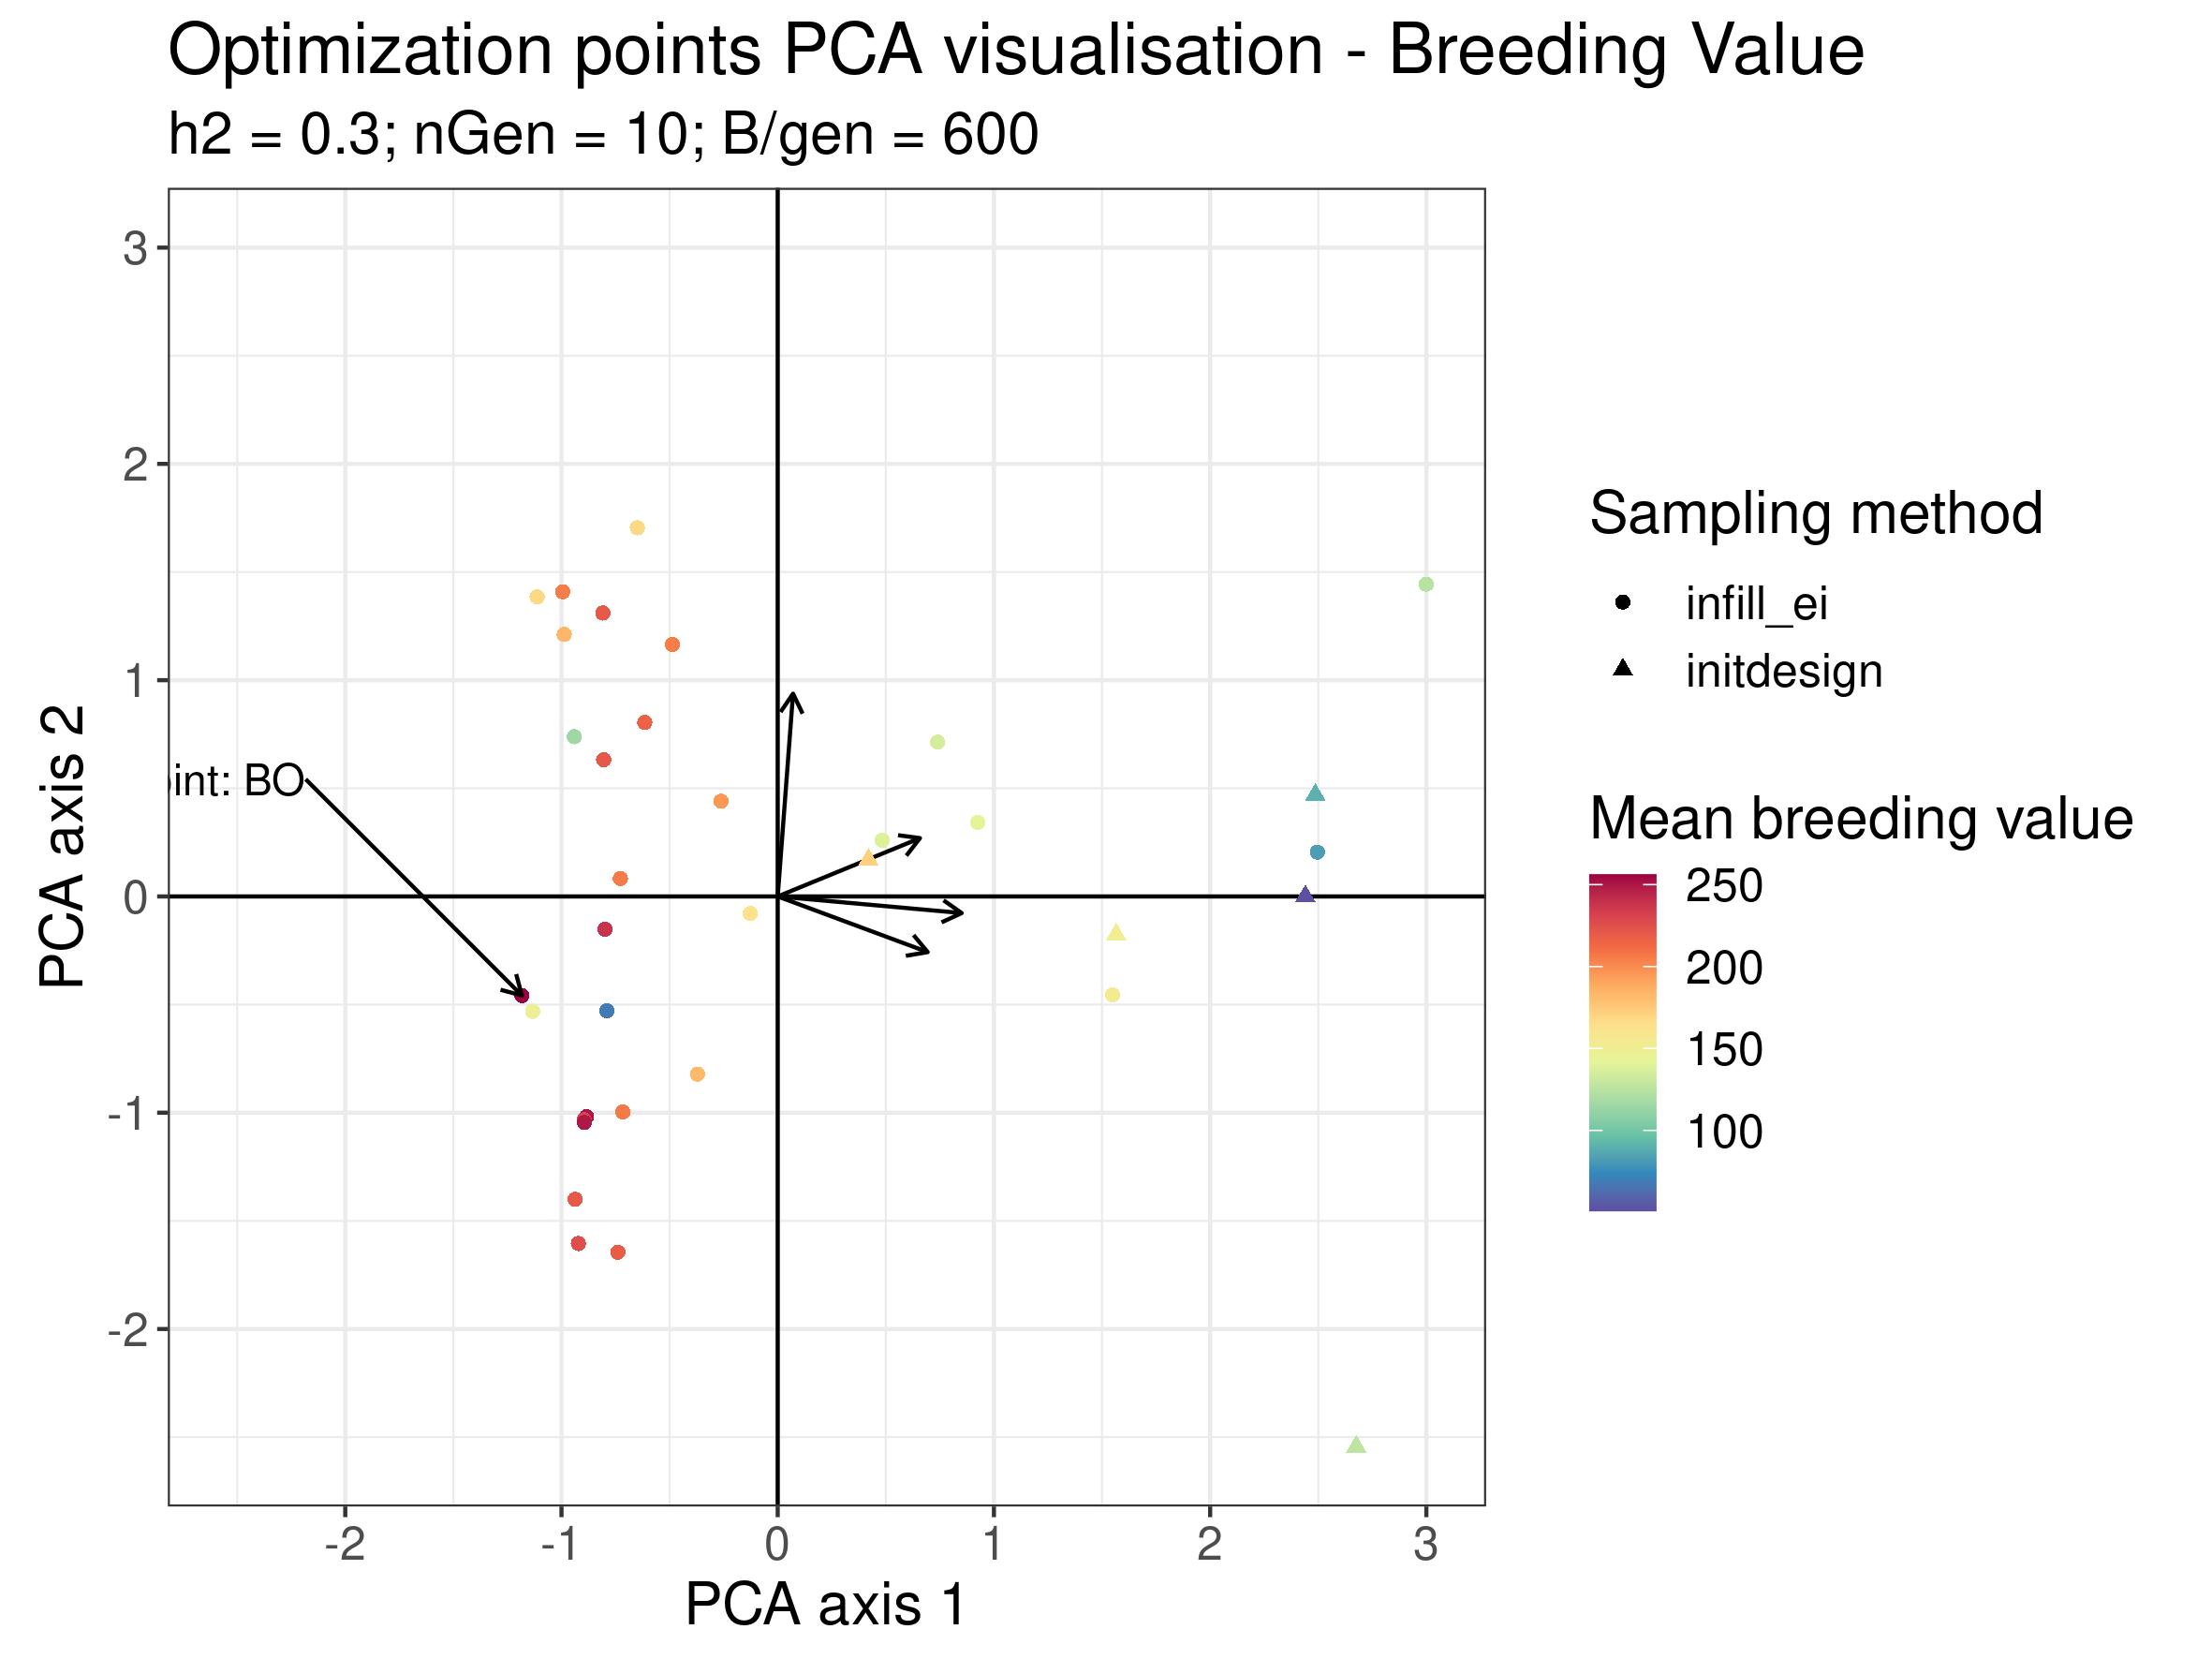 Optimization points PCA visualisation - Breeding Value
h2 = 0.3; nGen = 10; B/gen = 600
3
2
1
0
-1
-2
PCA axis 2
int: BO
-2
-1
0
1
2
3
PCA axis 1
Sampling method
infill_ei
initdesign
Mean breeding value
250
200
150
100